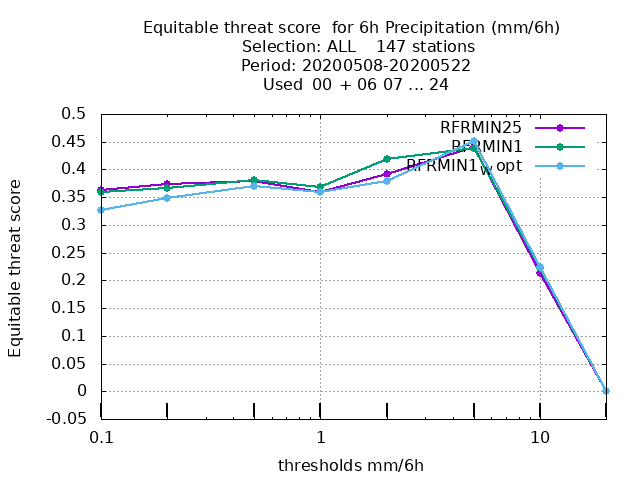 Equitable threat score  for 6h Precipitation (mm/6h)
Selection: ALL    147 stations
Period: 20200508-20200522
Used  00 + 06 07 ... 24
RFRMIN25
RFRMIN1
RFRMIN1wopt
Equitable threat score
0.5
0.45
0.4
0.35
0.3
0.25
0.2
0.15
0.1
0.05
0
-0.05
0.1
1
10
thresholds mm/6h